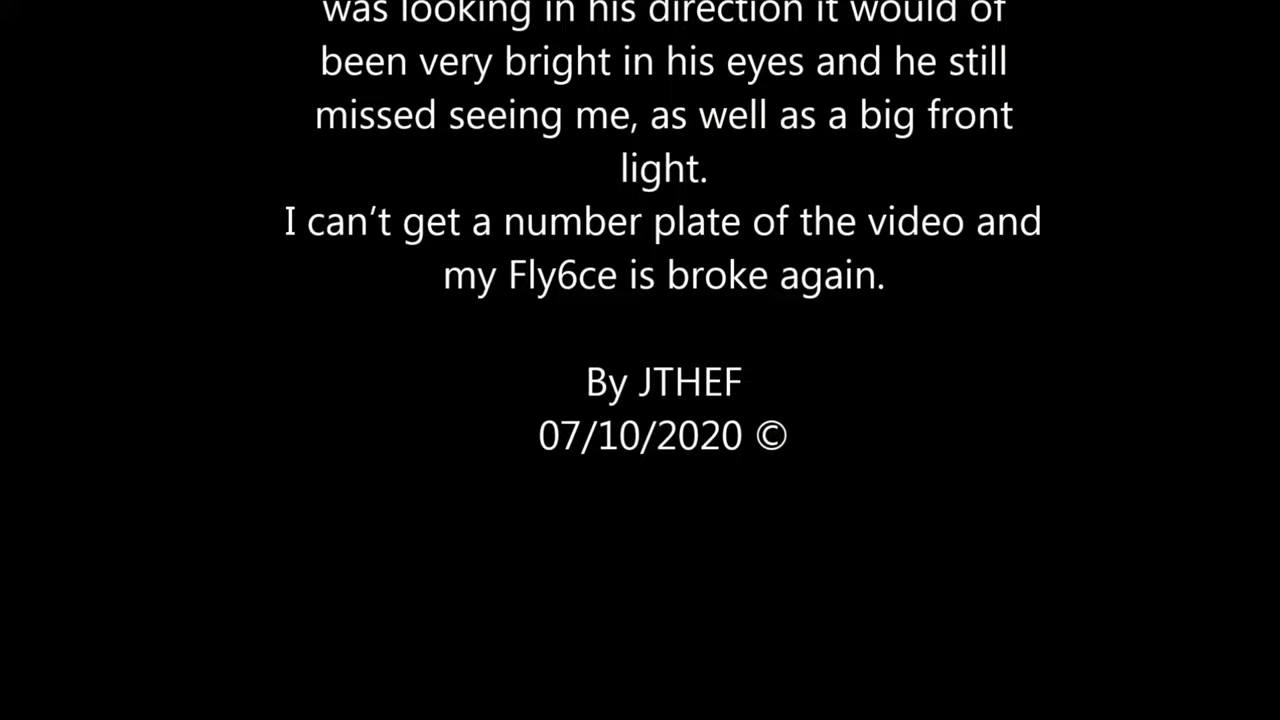 was looking in his direction it would of
been very bright in his eyes and he still
missed seeing me, as well as a big front
light.
I can’t get a number plate of the video and
my Fly6ce is broke again.
By JTHEF
07/10/2020 ©